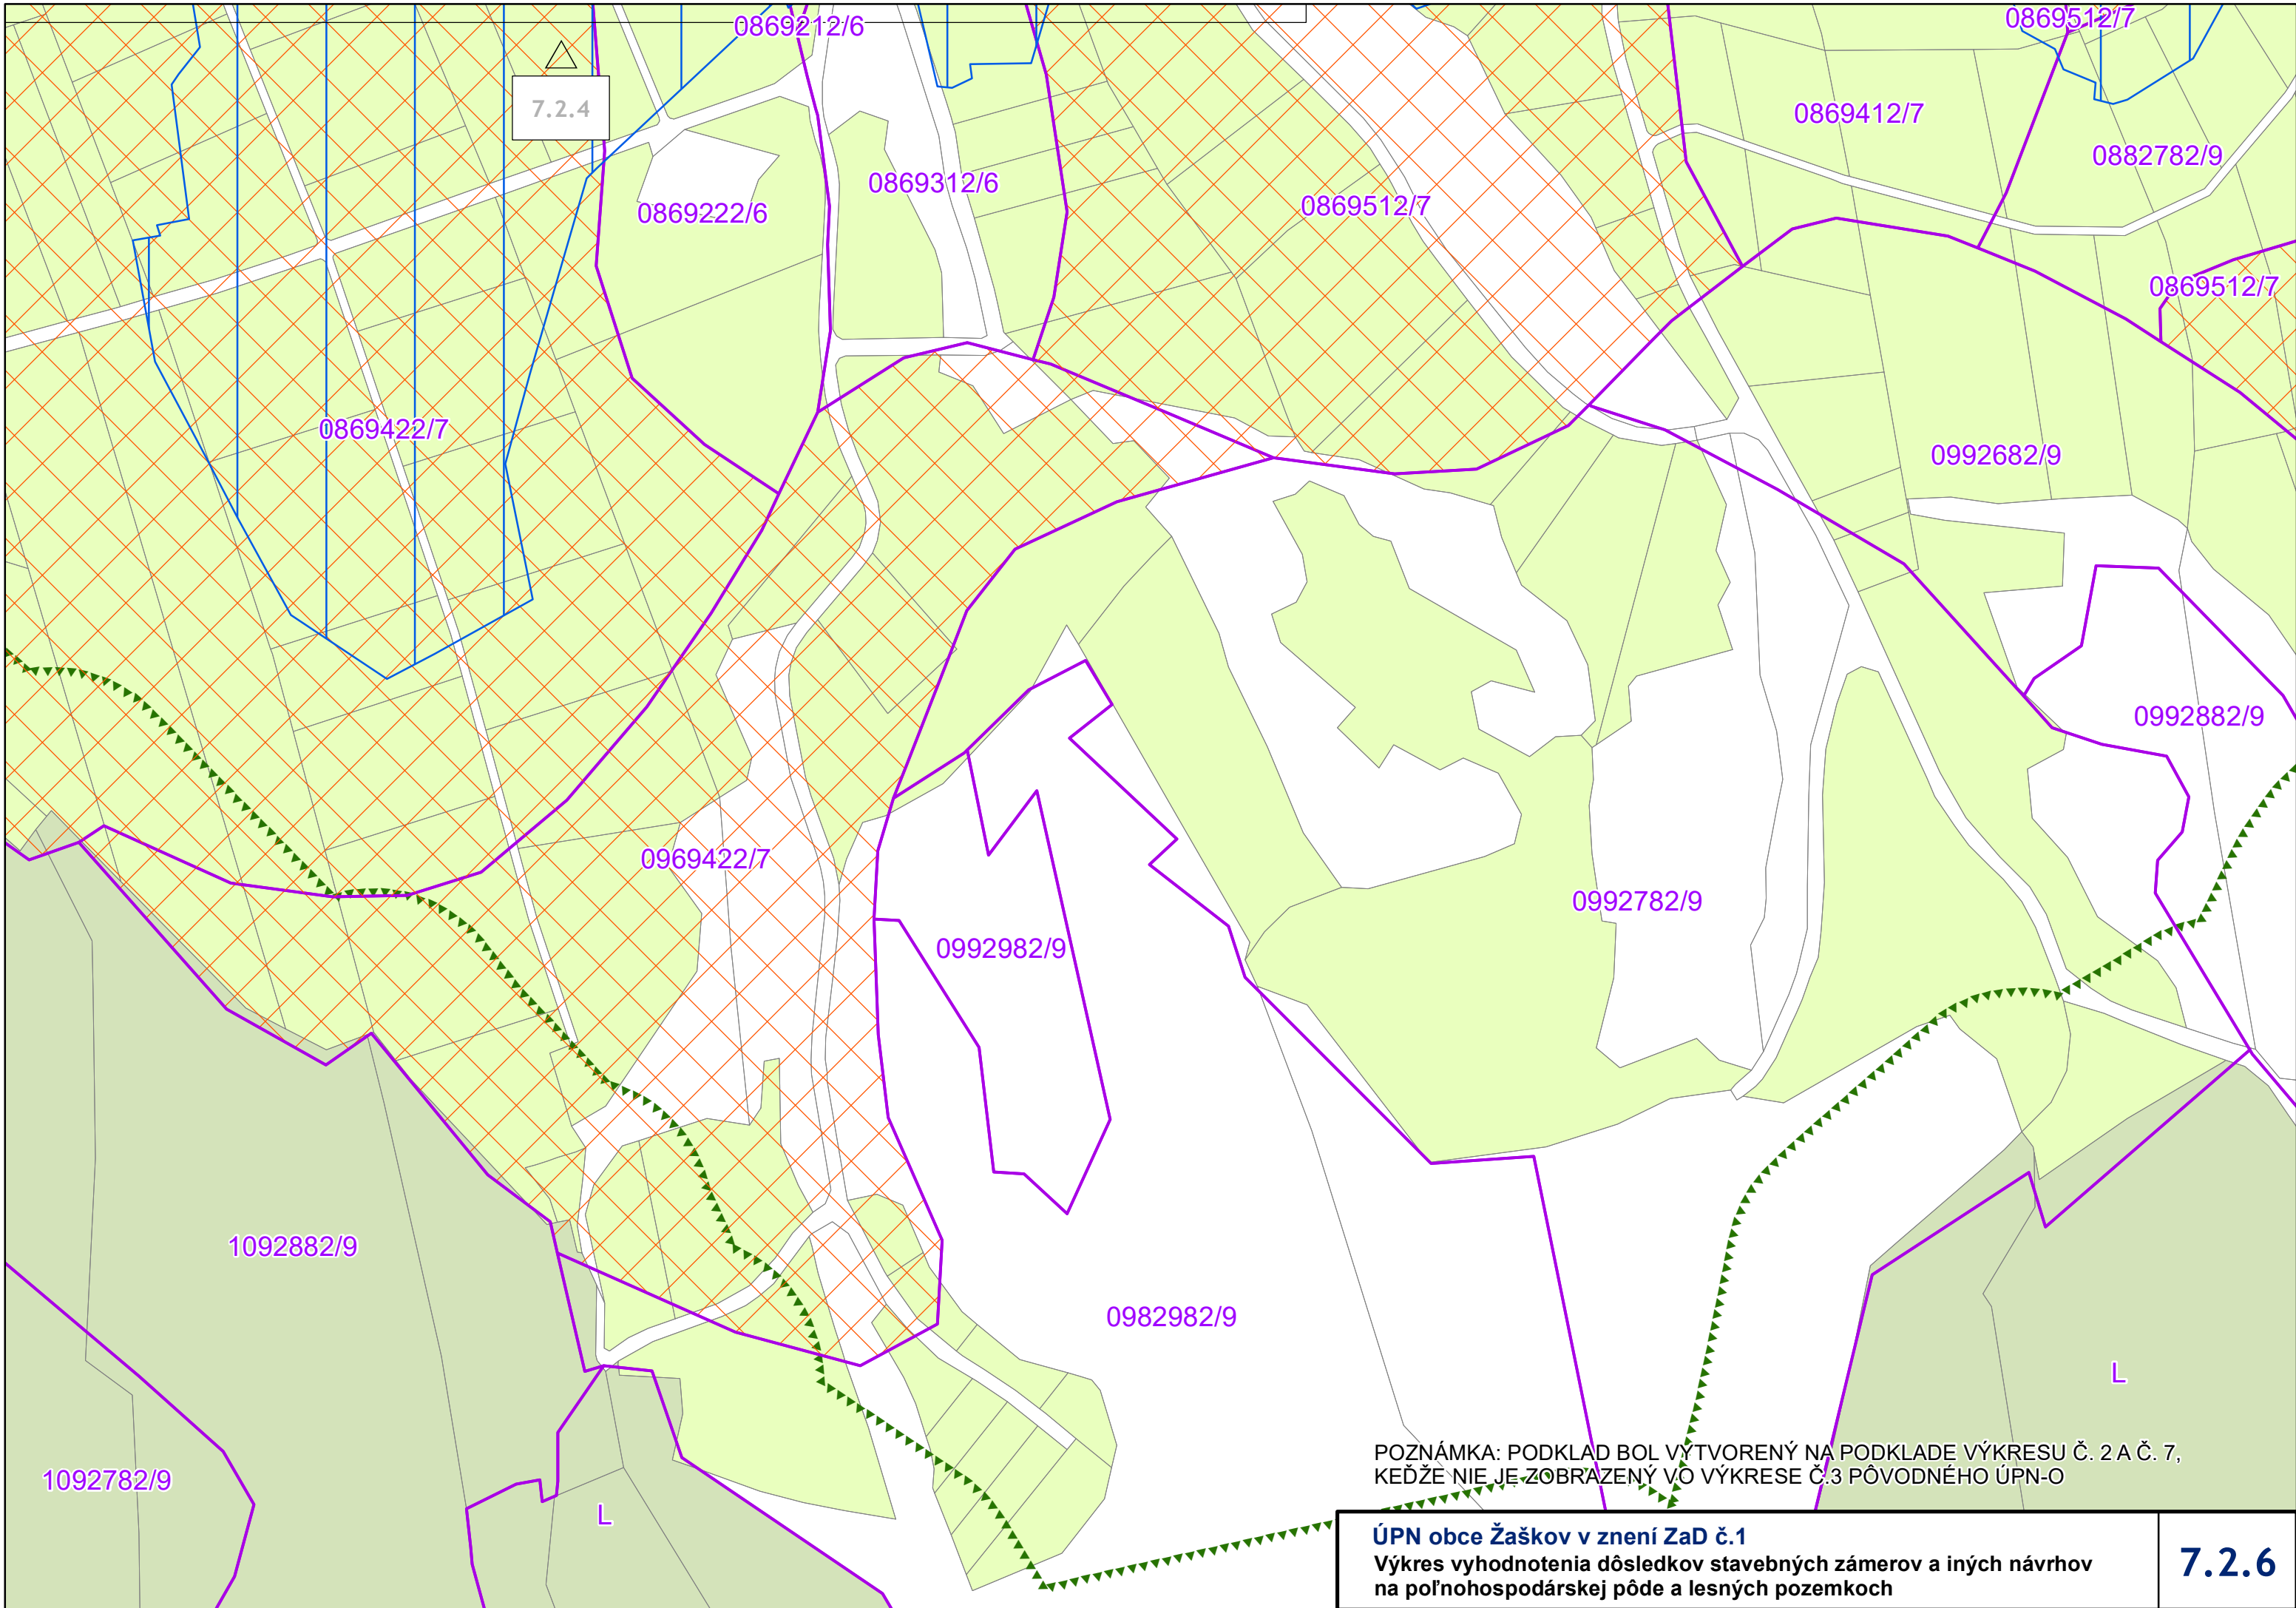 0869212/6
0869512/7
7.2.4
0869412/7
0882782/9
0869312/6
0869222/6
0869512/7
0869512/7
0869422/7
0992682/9
0992882/9
0969422/7
0992782/9
0992982/9
1092882/9
0982982/9
L
1092782/9
L
POZNÁMKA: PODKLAD BOL VYTVORENÝ NA PODKLADE VÝKRESU Č. 2 A Č. 7,
KEĎŽE NIE JE ZOBRAZENÝ VO VÝKRESE Č.3 PÔVODNÉHO ÚPN-O
ÚPN obce Žaškov v znení ZaD č.1
Výkres vyhodnotenia dôsledkov stavebných zámerov a iných návrhov
na poľnohospodárskej pôde a lesných pozemkoch
7.2.6